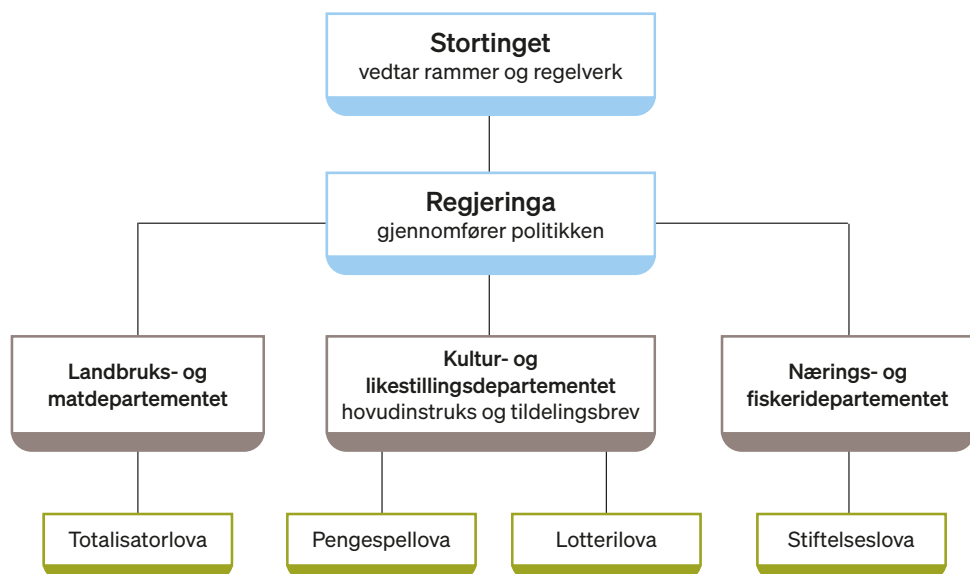 Stortinget
vedtar rammer og regelverk
Regjeringa
gjennomfører politikken
Landbruks- og
matdepartementet
Kultur- og
likestillingsdepartementet
hovudinstruks og tildelingsbrev
Nærings- og
fiskeridepartementet
Totalisatorlova
Pengespellova
Lotterilova
Stiftelseslova